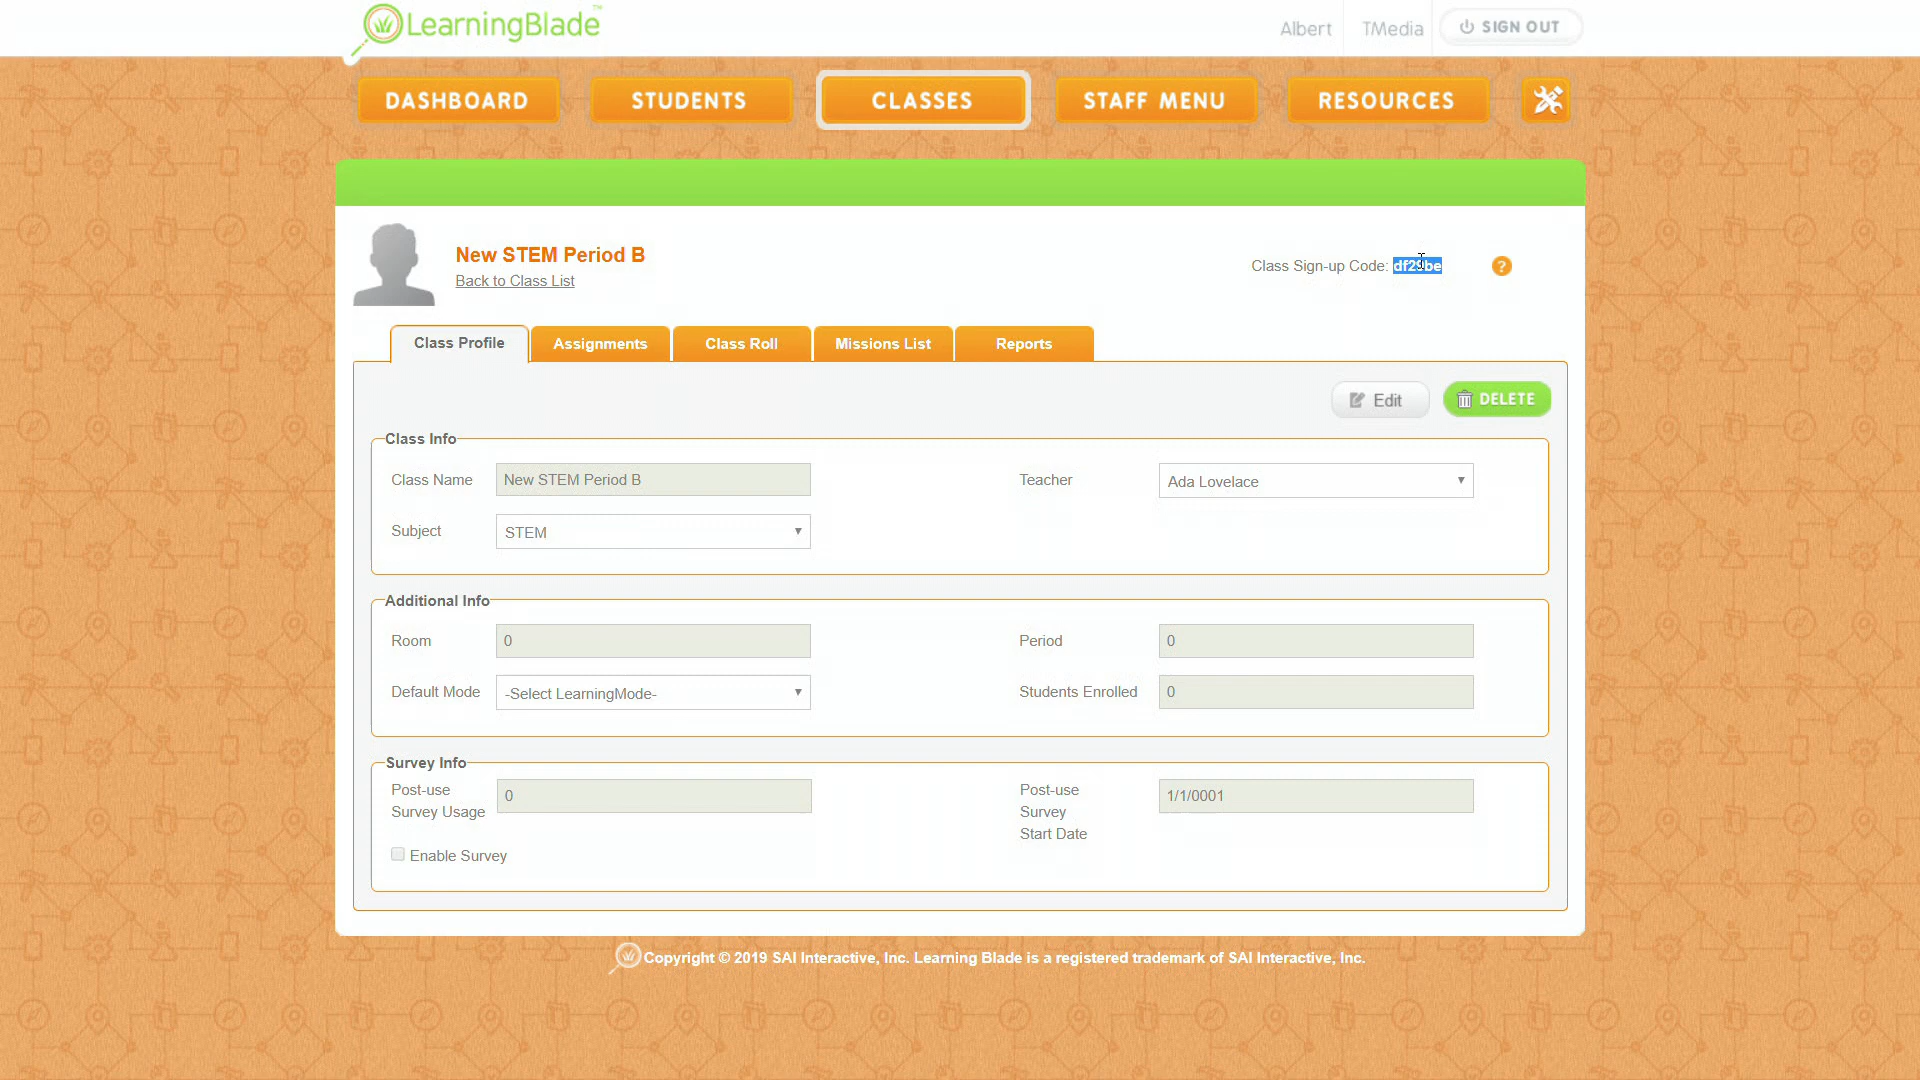 LearningBlade™
Albert
TMedia
SIGN OUT
DASHBOARD
STUDENTS
CLASSES
STAFF MENU
RESOURCES
New STEM Period B
Back to Class List
Class Sign-up Code: df29be
?
Class Profile
Assignments
Class Roll
Missions List
Reports
Edit
DELETE
Class Info
Class Name
New STEM Period B
Teacher
Ada Lovelace
Subject
STEM
Additional Info
Room
0
Period
0
Default Mode
-Select LearningMode-
Students Enrolled
0
Survey Info
Post-use
Survey Usage
0
Post-use
Survey
Start Date
1/1/0001
Enable Survey
Copyright © 2019 SAI Interactive, Inc. Learning Blade is a registered trademark of SAI Interactive, Inc.